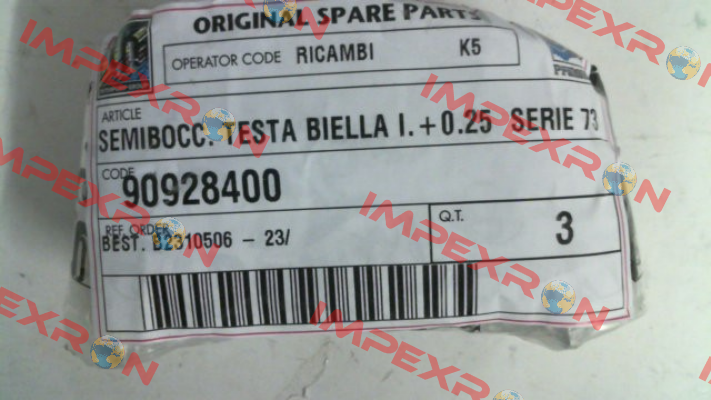 ORIGINAL SPARE PARTS
OPERATOR CODE RICAMBI K5
ARTICLE
SEMIBOCC. TESTA BIELLA I. +0.25 SERIE 73
CODE
90928400
REF. ORDER
BEST. B2310506 - 23/
Q.T.
3
IMPEXRON
IMPEXRON
IMPEXRON
IMPEXRON
IMPEXRON